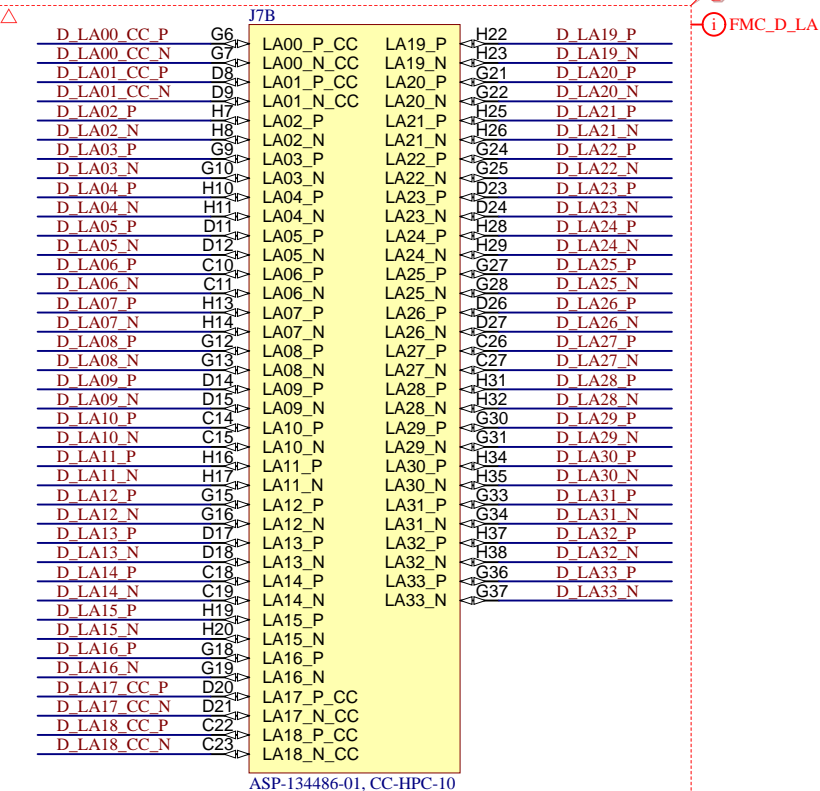 J7B
FMC_D_LA
D_LA00_CC_P G6 LA00_P_CC LA19_P H22 D_LA19_P
D_LA00_CC_N G7 LA00_N_CC LA19_N H23 D_LA19_N
D_LA01_CC_P D8 LA01_P_CC LA20_P G21 D_LA20_P
D_LA01_CC_N D9 LA01_N_CC LA20_N G22 D_LA20_N
D_LA02_P H7 LA02_P LA21_P H25 D_LA21_P
D_LA02_N H8 LA02_N LA21_N H26 D_LA21_N
D_LA03_P G9 LA03_P LA22_P G24 D_LA22_P
D_LA03_N G10 LA03_N LA22_N G25 D_LA22_N
D_LA04_P H10 LA04_P LA23_P D23 D_LA23_P
D_LA04_N H11 LA04_N LA23_N D24 D_LA23_N
D_LA05_P D11 LA05_P LA24_P H28 D_LA24_P
D_LA05_N D12 LA05_N LA24_N H29 D_LA24_N
D_LA06_P C10 LA06_P LA25_P G27 D_LA25_P
D_LA06_N C11 LA06_N LA25_N G28 D_LA25_N
D_LA07_P H13 LA07_P LA26_P D26 D_LA26_P
D_LA07_N H14 LA07_N LA26_N D27 D_LA26_N
D_LA08_P G12 LA08_P LA27_P C26 D_LA27_P
D_LA08_N G13 LA08_N LA27_N C27 D_LA27_N
D_LA09_P D14 LA09_P LA28_P H31 D_LA28_P
D_LA09_N D15 LA09_N LA28_N H32 D_LA28_N
D_LA10_P C14 LA10_P LA29_P G30 D_LA29_P
D_LA10_N C15 LA10_N LA29_N G31 D_LA29_N
D_LA11_P H16 LA11_P LA30_P H34 D_LA30_P
D_LA11_N H17 LA11_N LA30_N H35 D_LA30_N
D_LA12_P G15 LA12_P LA31_P G33 D_LA31_P
D_LA12_N G16 LA12_N LA31_N G34 D_LA31_N
D_LA13_P D17 LA13_P LA32_P H37 D_LA32_P
D_LA13_N D18 LA13_N LA32_N H38 D_LA32_N
D_LA14_P C18 LA14_P LA33_P G36 D_LA33_P
D_LA14_N C19 LA14_N LA33_N G37 D_LA33_N
D_LA15_P H19 LA15_P
D_LA15_N H20 LA15_N
D_LA16_P G18 LA16_P
D_LA16_N G19 LA16_N
D_LA17_CC_P D20 LA17_P_CC
D_LA17_CC_N D21 LA17_N_CC
D_LA18_CC_P C22 LA18_P_CC
D_LA18_CC_N C23 LA18_N_CC
ASP-134486-01, CC-HPC-10